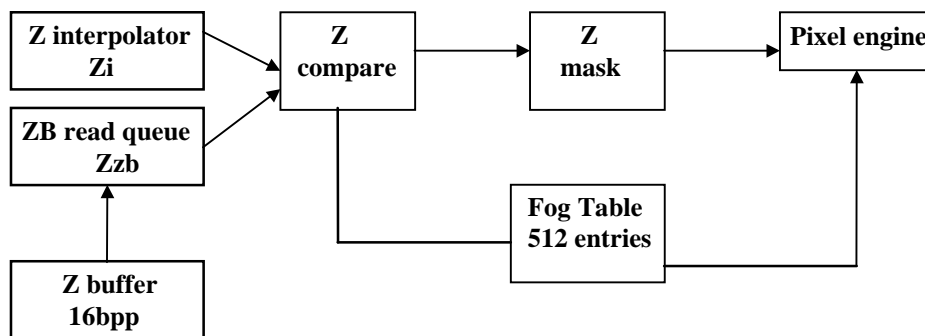 Z interpolator
Zi
ZB read queue
Zzb
Z buffer
16bpp
Z
compare
Z
mask
Pixel engine
Fog Table
512 entries